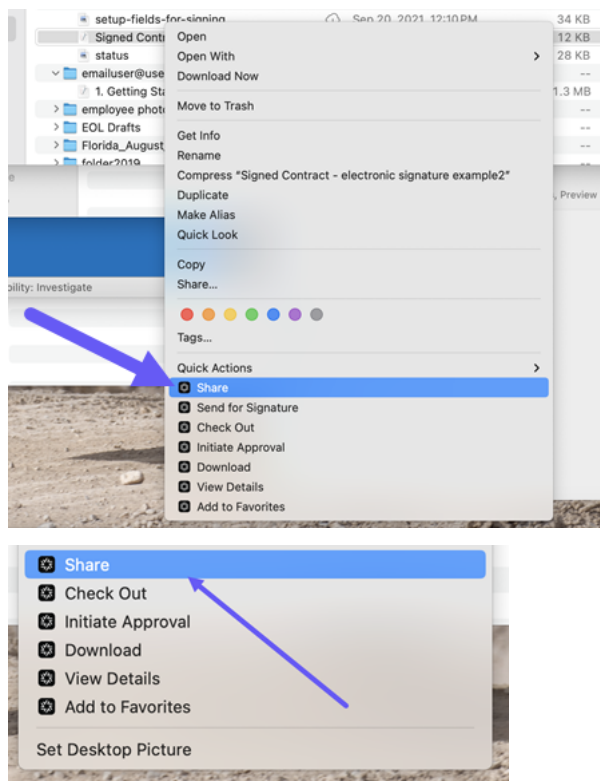 setup-fields-for-signing Sep 20, 2021, 12:10 PM 34 KB
Signed Contr 12 KB
status 28 KB
emailuser@use --
1. Getting Sta 1.3 MB
employee phot --
EOL Drafts --
Florida_August_ --
folder2019 --
Open
Open With
Download Now
Move to Trash
Get Info
Rename
Compress “Signed Contract - electronic signature example2”
Duplicate
Make Alias
Quick Look
, Preview
Copy
Share...
bility: Investigate
Tags...
Quick Actions
Share
Send for Signature
Check Out
Initiate Approval
Download
View Details
Add to Favorites
Share
Check Out
Initiate Approval
Download
View Details
Add to Favorites
Set Desktop Picture